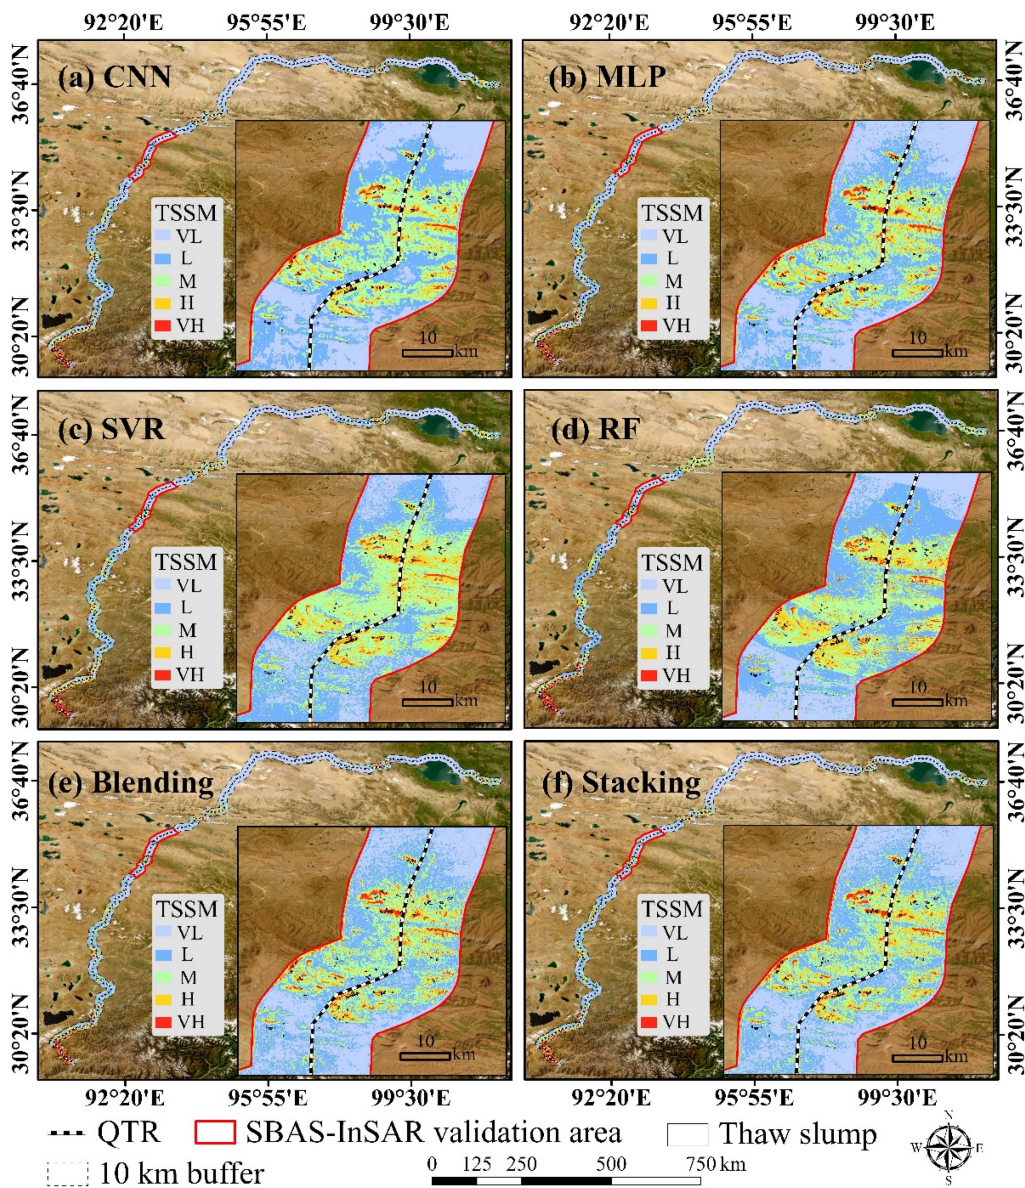 92°20'E 95°55'E 99°30'E 92°20'E 95°55'E 99°30'E
(a) CNN
36°40'N
33°30'N
30°20'N
TSSM
VL
L
M
H
VH
10
km
(b) MLP
36°40'N
33°30'N
30°20'N
TSSM
VL
L
M
H
VH
10
km
(c) SVR
36°40'N
33°30'N
30°20'N
TSSM
VL
L
M
H
VH
10
km
(d) RF
36°40'N
33°30'N
30°20'N
TSSM
VL
L
M
H
VH
10
km
(e) Blending
36°40'N
33°30'N
30°20'N
TSSM
VL
L
M
H
VH
10
km
(f) Stacking
36°40'N
33°30'N
30°20'N
TSSM
VL
L
M
H
VH
10
km
92°20'E 95°55'E 99°30'E 92°20'E 95°55'E 99°30'E
QTR SBAS-InSAR validation area Thaw slump
10 km buffer
0 125 250 500 750 km
N
W E
S